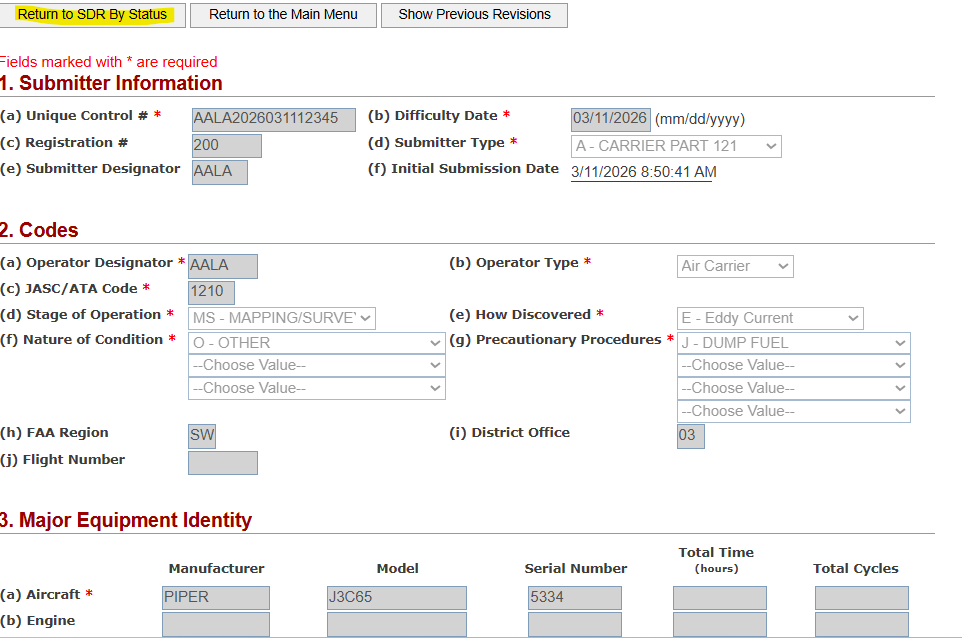 Return to SDR By Status Return to the Main Menu Show Previous Revisions
Fields marked with * are required
1. Submitter Information
(a) Unique Control # * AALA2026031112345 (b) Difficulty Date * 03/11/2026 (mm/dd/yyyy)
(c) Registration # 200 (d) Submitter Type * A - CARRIER PART 121
(e) Submitter Designator AALA (f) Initial Submission Date 3/11/2026 8:50:41 AM
2. Codes
(a) Operator Designator * AALA (b) Operator Type * Air Carrier
(c) JASC/ATA Code * 1210
(d) Stage of Operation * MS - MAPPING/SURVEY (e) How Discovered * E - Eddy Current
(f) Nature of Condition * O - OTHER (g) Precautionary Procedures * J - DUMP FUEL
--Choose Value-- --Choose Value--
--Choose Value-- --Choose Value--
--Choose Value--
(h) FAA Region SW (i) District Office 03
(j) Flight Number
3. Major Equipment Identity
Manufacturer Model Serial Number Total Time (hours) Total Cycles
(a) Aircraft * PIPER J3C65 5334
(b) Engine